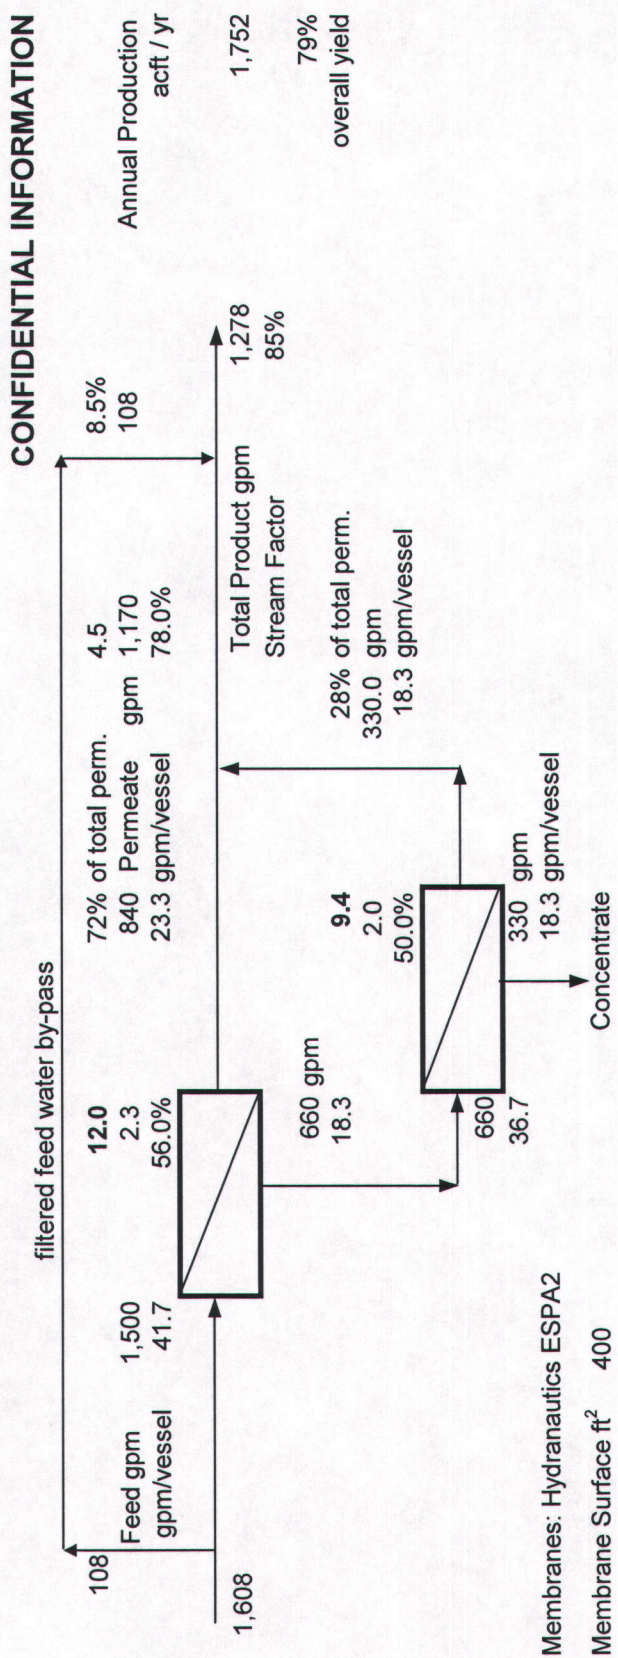 CONFIDENTIAL INFORMATION
filtered feed water by-pass
108
Feed gpm 1,500
gpm/vessel 41.7
1,608
12.0
2.3
56.0%
72% of total perm. 4.5
840 Permeate gpm 1,170
23.3 gpm/vessel 78.0%
8.5%
108
Annual Production
acft / yr
1,752
79%
overall yield
Total Product gpm 1,278
Stream Factor 85%
660 gpm
18.3
660
36.7
9.4
2.0
50.0%
28% of total perm.
330.0 gpm
18.3 gpm/vessel
330 gpm
18.3 gpm/vessel
Concentrate
Membranes: Hydranautics ESPA2
Membrane Surface ft² 400